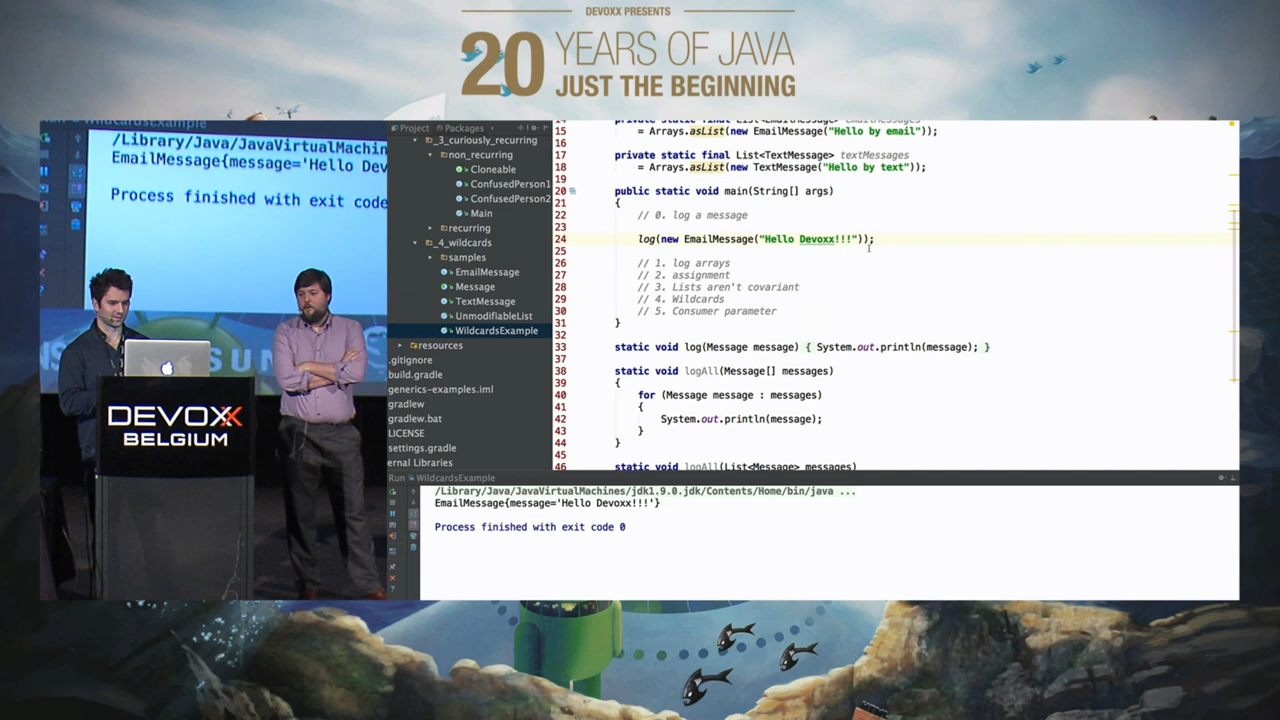 DEVOXX PRESENTS
20 YEARS OF JAVA
JUST THE BEGINNING
/Library/Java/JavaVirtualMachin
EmailMessage{message='Hello Dev
Process finished with exit code
DEVOXX
BELGIUM
Project Packages
_3_curiously_recurring
non_recurring
Cloneable
ConfusedPerson1
ConfusedPerson2
Main
recurring
_4_wildcards
samples
EmailMessage
Message
TextMessage
UnmodifiableList
WildcardsExample
resources
.gitignore
build.gradle
generics-examples.iml
gradlew
gradlew.bat
LICENSE
settings.gradle
ernal Libraries
15 = Arrays.asList(new EmailMessage("Hello by email"));
16
17 private static final List<TextMessage> textMessages
18 = Arrays.asList(new TextMessage("Hello by text"));
19
20 public static void main(String[] args)
21 {
22 // 0. log a message
23
24 log(new EmailMessage("Hello Devoxx!!!"));
25
26 // 1. log arrays
27 // 2. assignment
28 // 3. Lists aren't covariant
29 // 4. Wildcards
30 // 5. Consumer parameter
31 }
32
33 static void log(Message message) { System.out.println(message); }
37
38 static void logAll(Message[] messages)
39 {
40 for (Message message : messages)
41 {
42 System.out.println(message);
43 }
44 }
45
46 static void logAll(List<Message> messages)
Run WildcardsExample
/Library/Java/JavaVirtualMachines/jdk1.9.0.jdk/Contents/Home/bin/java ...
EmailMessage{message='Hello Devoxx!!!'}
Process finished with exit code 0